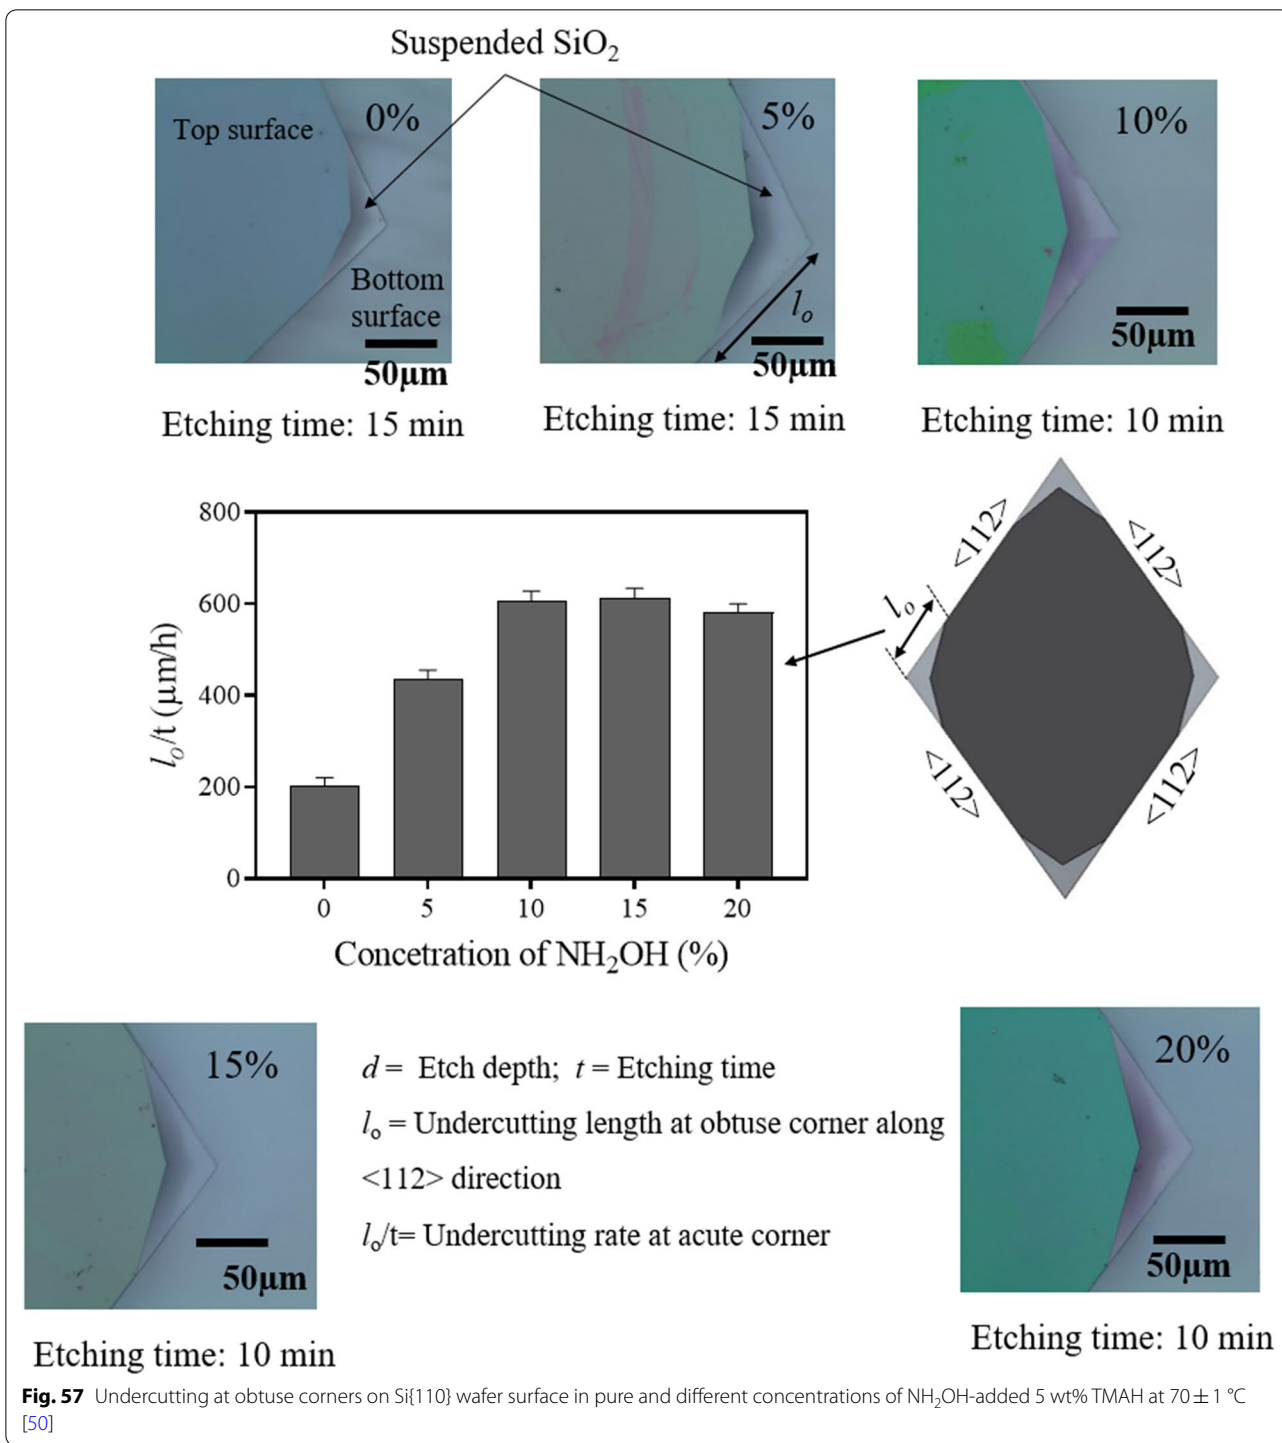 Suspended SiO₂
Top surface
0%
Bottom
surface
50μm
5%
lₒ
50μm
10%
50μm
Etching time: 15 min
Etching time: 15 min
Etching time: 10 min
800
600
400
200
0
lₒ/t (μm/h)
0 5 10 15 20
Concetration of NH₂OH (%)
<112>
<112>
lₒ
<112>
<112>
15%
50μm
Etching time: 10 min
d = Etch depth; t = Etching time
lₒ = Undercutting length at obtuse corner along
<112> direction
lₒ/t= Undercutting rate at acute corner
20%
50μm
Etching time: 10 min
Fig. 57 Undercutting at obtuse corners on Si{110} wafer surface in pure and different concentrations of NH₂OH-added 5 wt% TMAH at 70 ± 1 °C
[50]